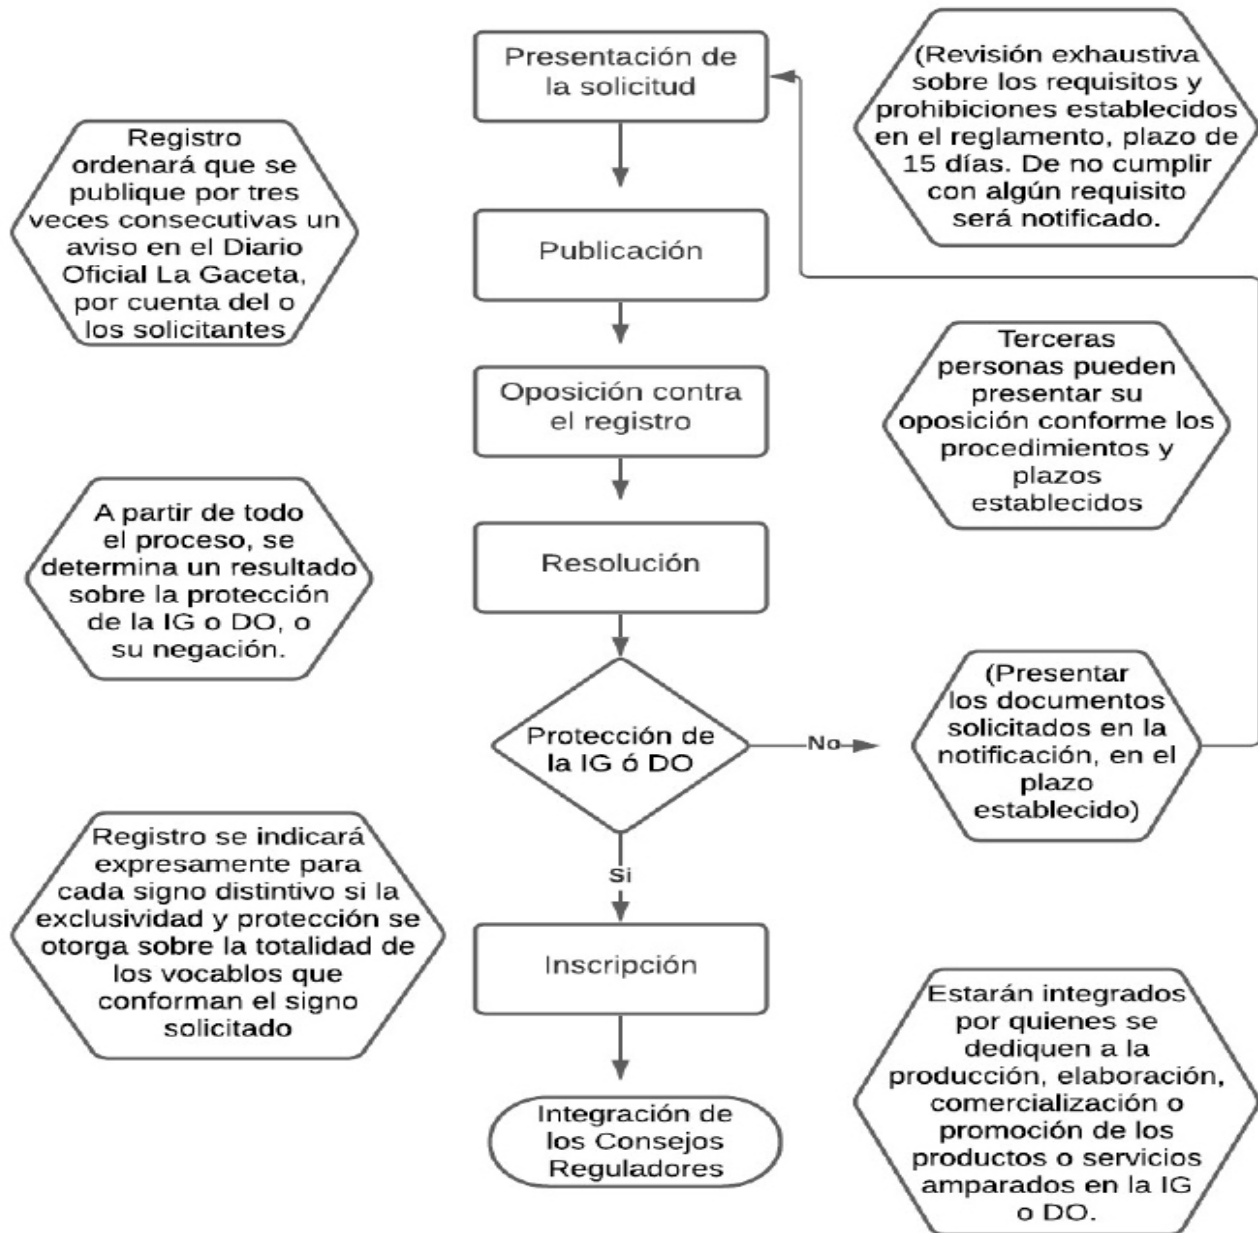 Presentación de
la solicitud
(Revisión exhaustiva
sobre los requisitos y
prohibiciones establecidos
en el reglamento, plazo de
15 días. De no cumplir
con algún requisito
será notificado.
Registro
ordenará que se
publique por tres
veces consecutivas un
aviso en el Diario
Oficial La Gaceta,
por cuenta del o
los solicitantes
Publicación
Oposición contra
el registro
Terceras
personas pueden
presentar su
oposición conforme los
procedimientos y
plazos
establecidos
A partir de todo
el proceso, se
determina un resultado
sobre la protección
de la IG o DO, o
su negación.
Resolución
Protección de
la IG ó DO
No
(Presentar
los documentos
solicitados en la
notificación, en el
plazo
establecido)
Si
Registro se indicará
expresamente para
cada signo distintivo si la
exclusividad y protección se
otorga sobre la totalidad de
los vocablos que
conforman el signo
solicitado
Inscripción
Integración de
los Consejos
Reguladores
Estarán integrados
por quienes se
dediquen a la
producción, elaboración,
comercialización o
promoción de los
productos o servicios
amparados en la IG
o DO.